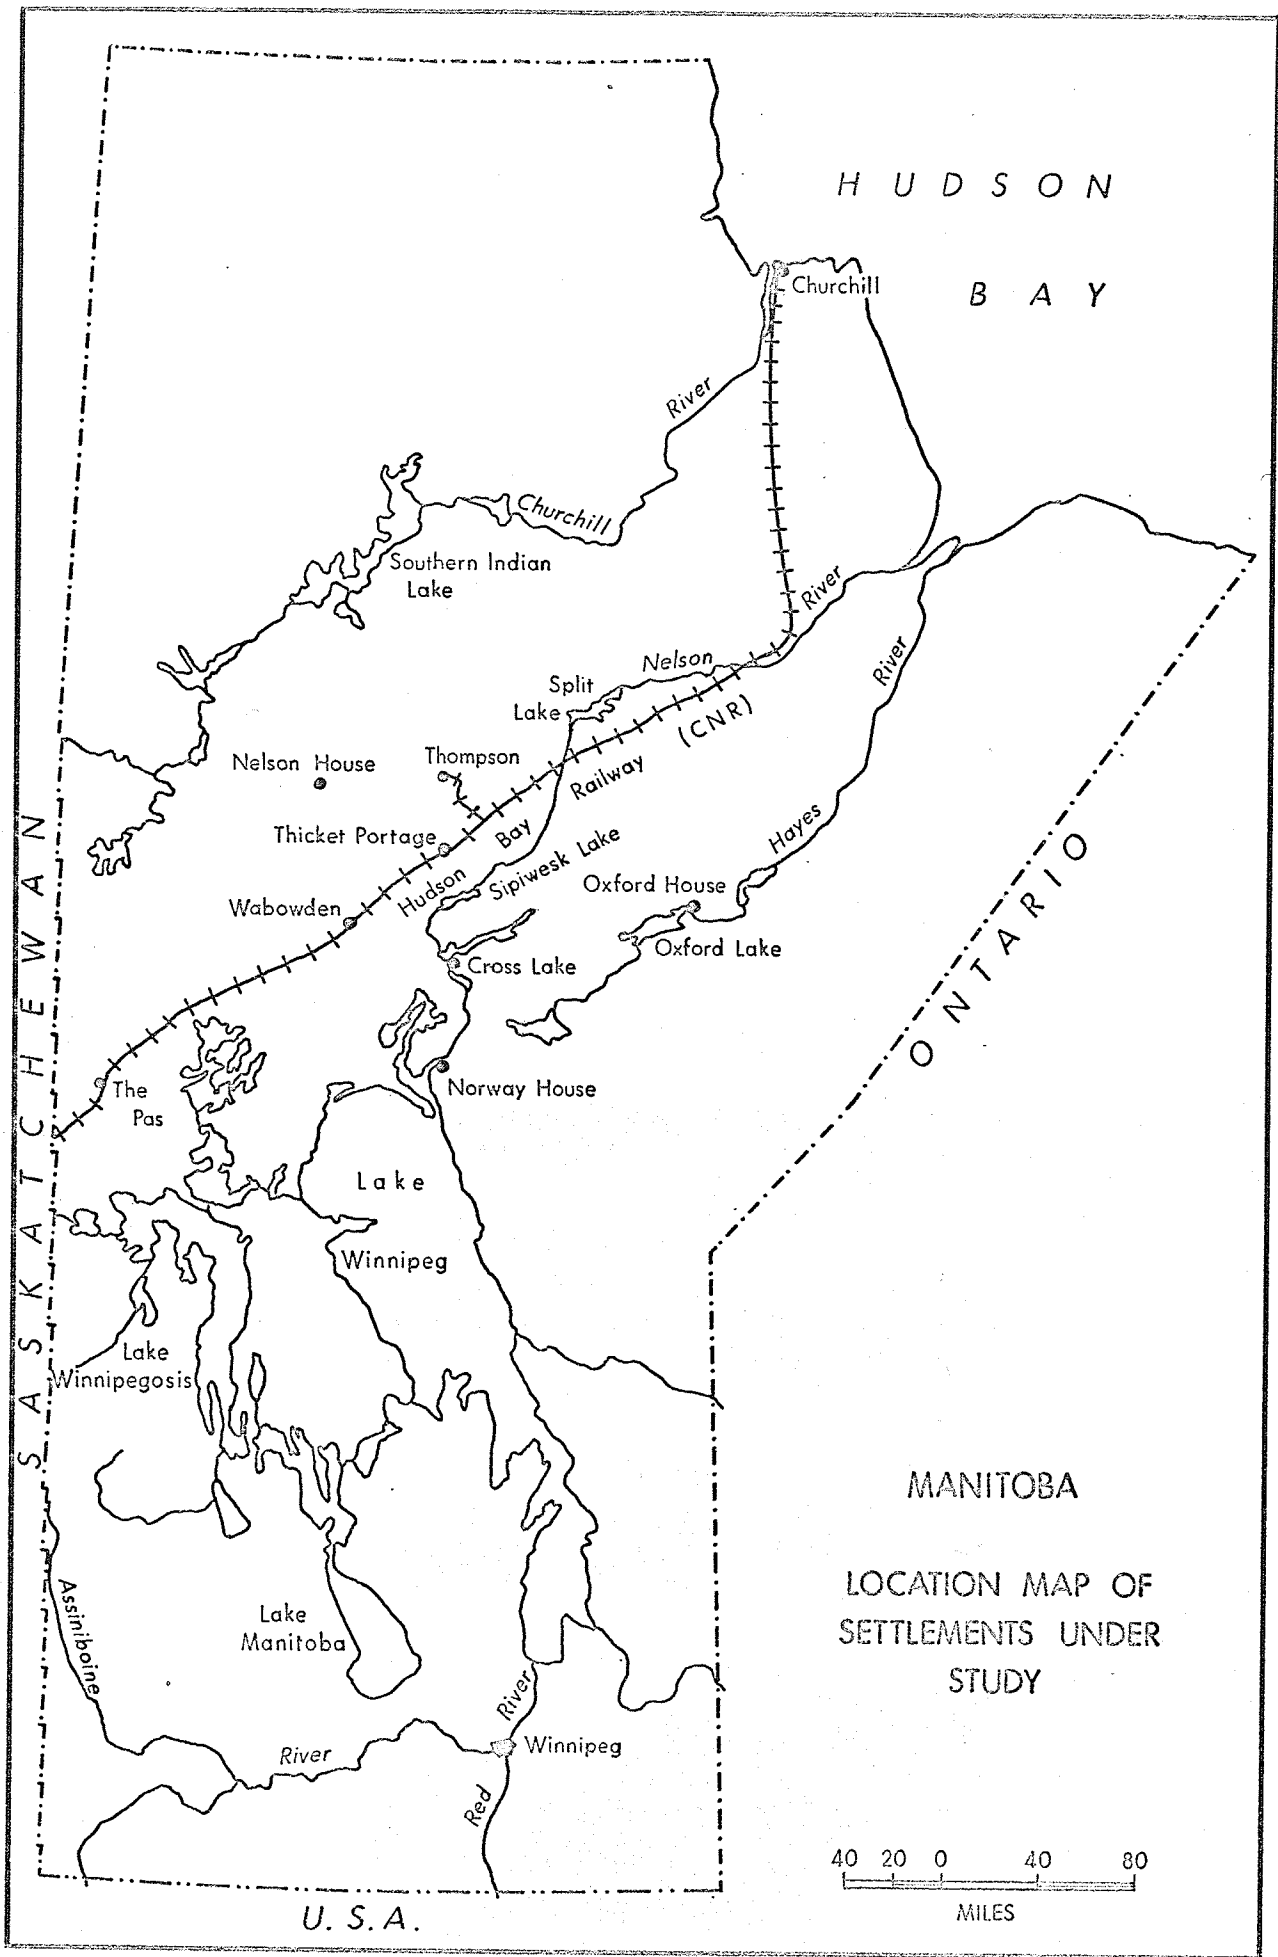 HUDSON
BAY
Churchill
River
Churchill
Southern Indian
Lake
River
Nelson
River
Split
Lake
(CNR)
Nelson House
Thompson
Railway
Thicket Portage
Bay
Hayes
Sipiwesk Lake
Hudson
Oxford House
Wabowden
Oxford Lake
Cross Lake
ONTARIO
SASKATCHEWAN
The
Pas
Norway House
Lake
Winnipeg
Lake
Winnipegosis
MANITOBA
LOCATION MAP OF
SETTLEMENTS UNDER
STUDY
Assiniboine
Lake
Manitoba
River
River
Winnipeg
Red
40 20 0 40 80
MILES
U.S.A.